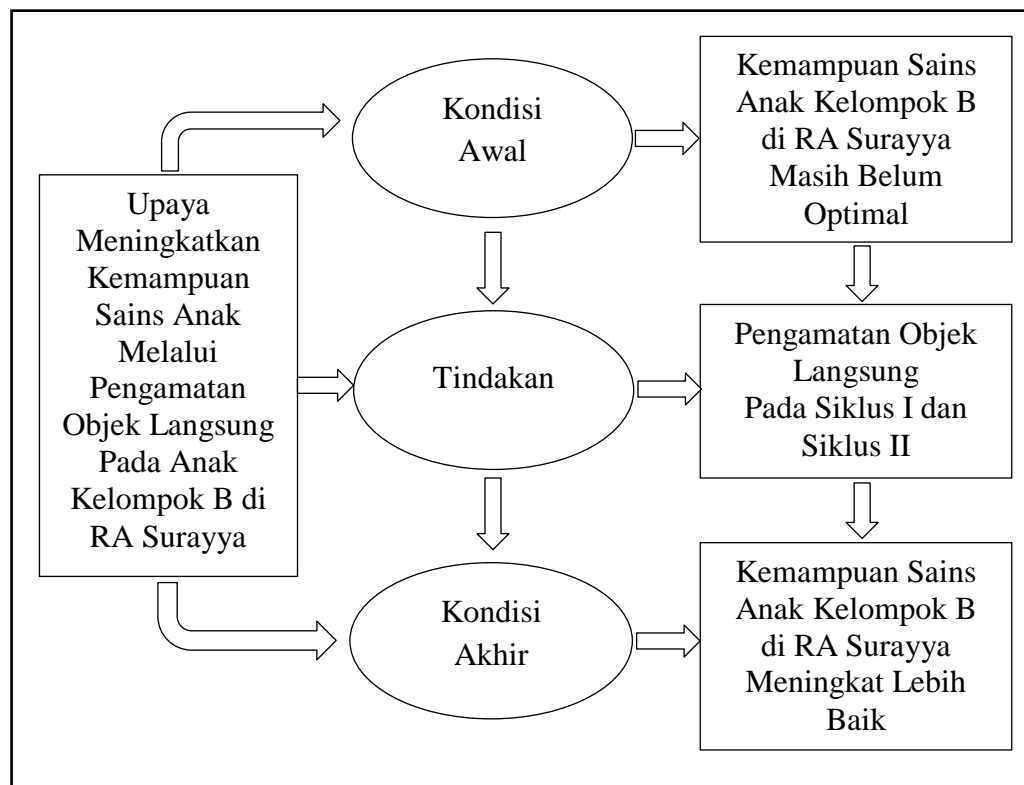 Upaya
Meningkatkan
Kemampuan
Sains Anak
Melalui
Pengamatan
Objek Langsung
Pada Anak
Kelompok B di
RA Surayya
Kondisi
Awal
Kemampuan Sains
Anak Kelompok B
di RA Surayya
Masih Belum
Optimal
Tindakan
Pengamatan Objek
Langsung
Pada Siklus I dan
Siklus II
Kondisi
Akhir
Kemampuan Sains
Anak Kelompok B
di RA Surayya
Meningkat Lebih
Baik